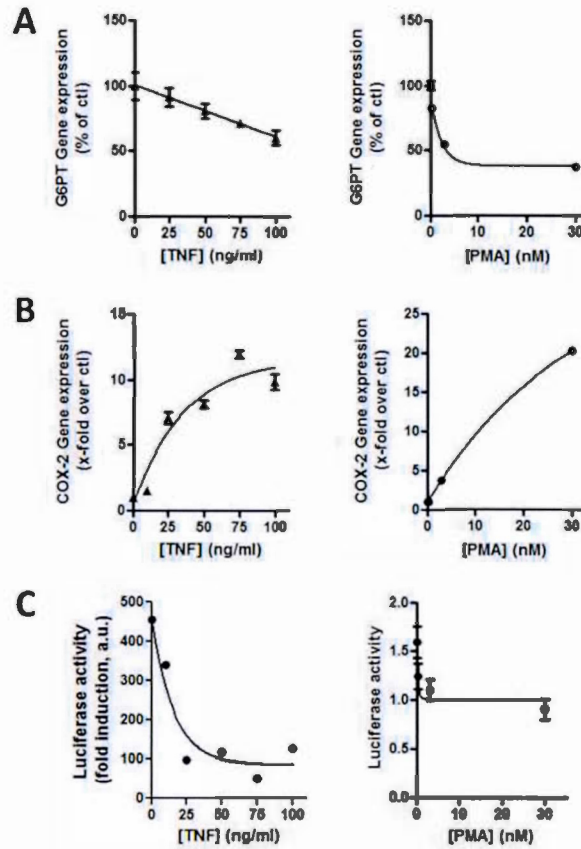 A
G6PT Gene expression
(% of ctl)
150
100
50
0
0 25 50 75 100
[TNF] (ng/ml)
G6PT Gene expression
(% of ctl)
150
100
50
0
0 10 20 30
[PMA] (nM)
B
COX-2 Gene expression
(x-fold over ctl)
15
10
5
0
0 25 50 75 100
[TNF] (ng/ml)
COX-2 Gene expression
(x-fold over ctl)
25
20
15
10
5
0
0 10 20 30
[PMA] (nM)
C
Luciferase activity
(fold induction, a.u.)
500
400
300
200
100
0
0 25 50 75 100
[TNF] (ng/ml)
Luciferase activity
2.0
1.5
1.0
0.5
0.0
0 10 20 30
[PMA] (nM)